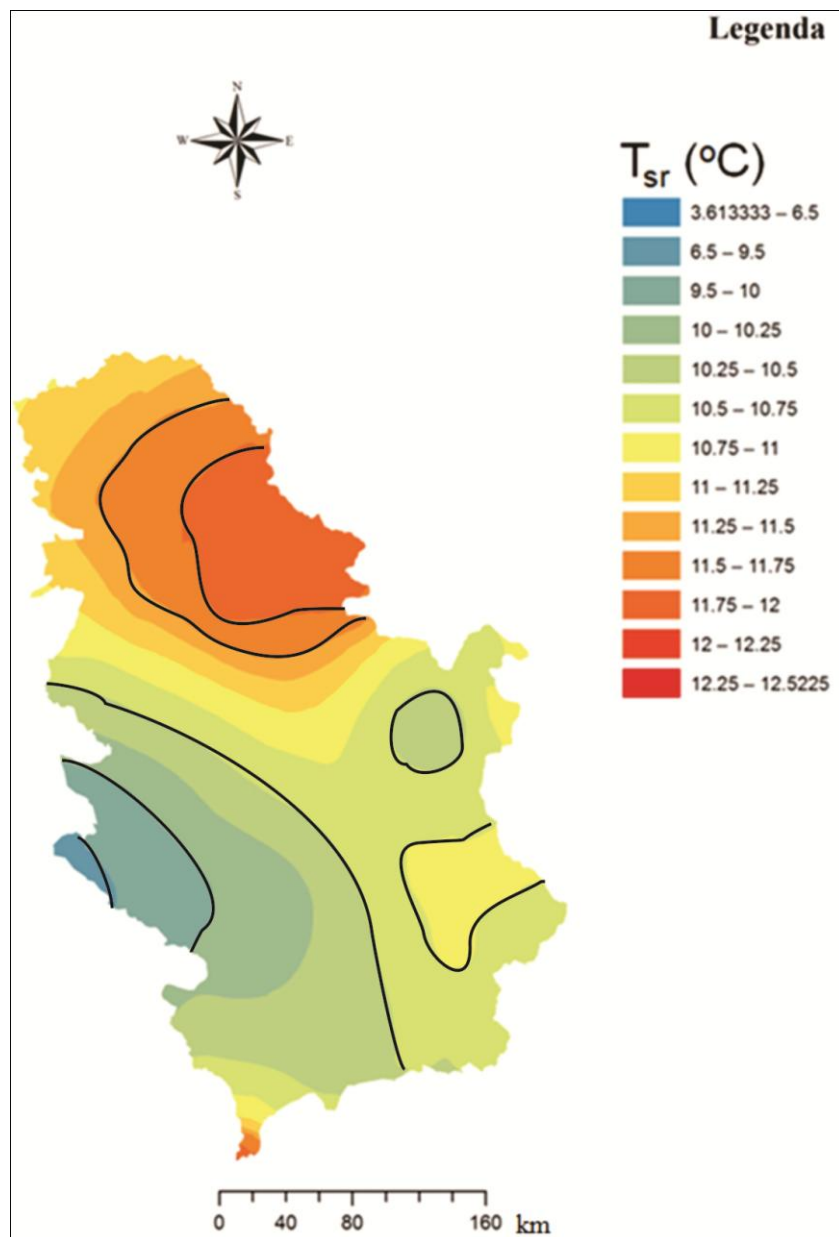 Legenda
N
W E
S
Tsr (oC)
3.613333 – 6.5
6.5 – 9.5
9.5 – 10
10 – 10.25
10.25 – 10.5
10.5 – 10.75
10.75 – 11
11 – 11.25
11.25 – 11.5
11.5 – 11.75
11.75 – 12
12 – 12.25
12.25 – 12.5225
0 40 80 160 km